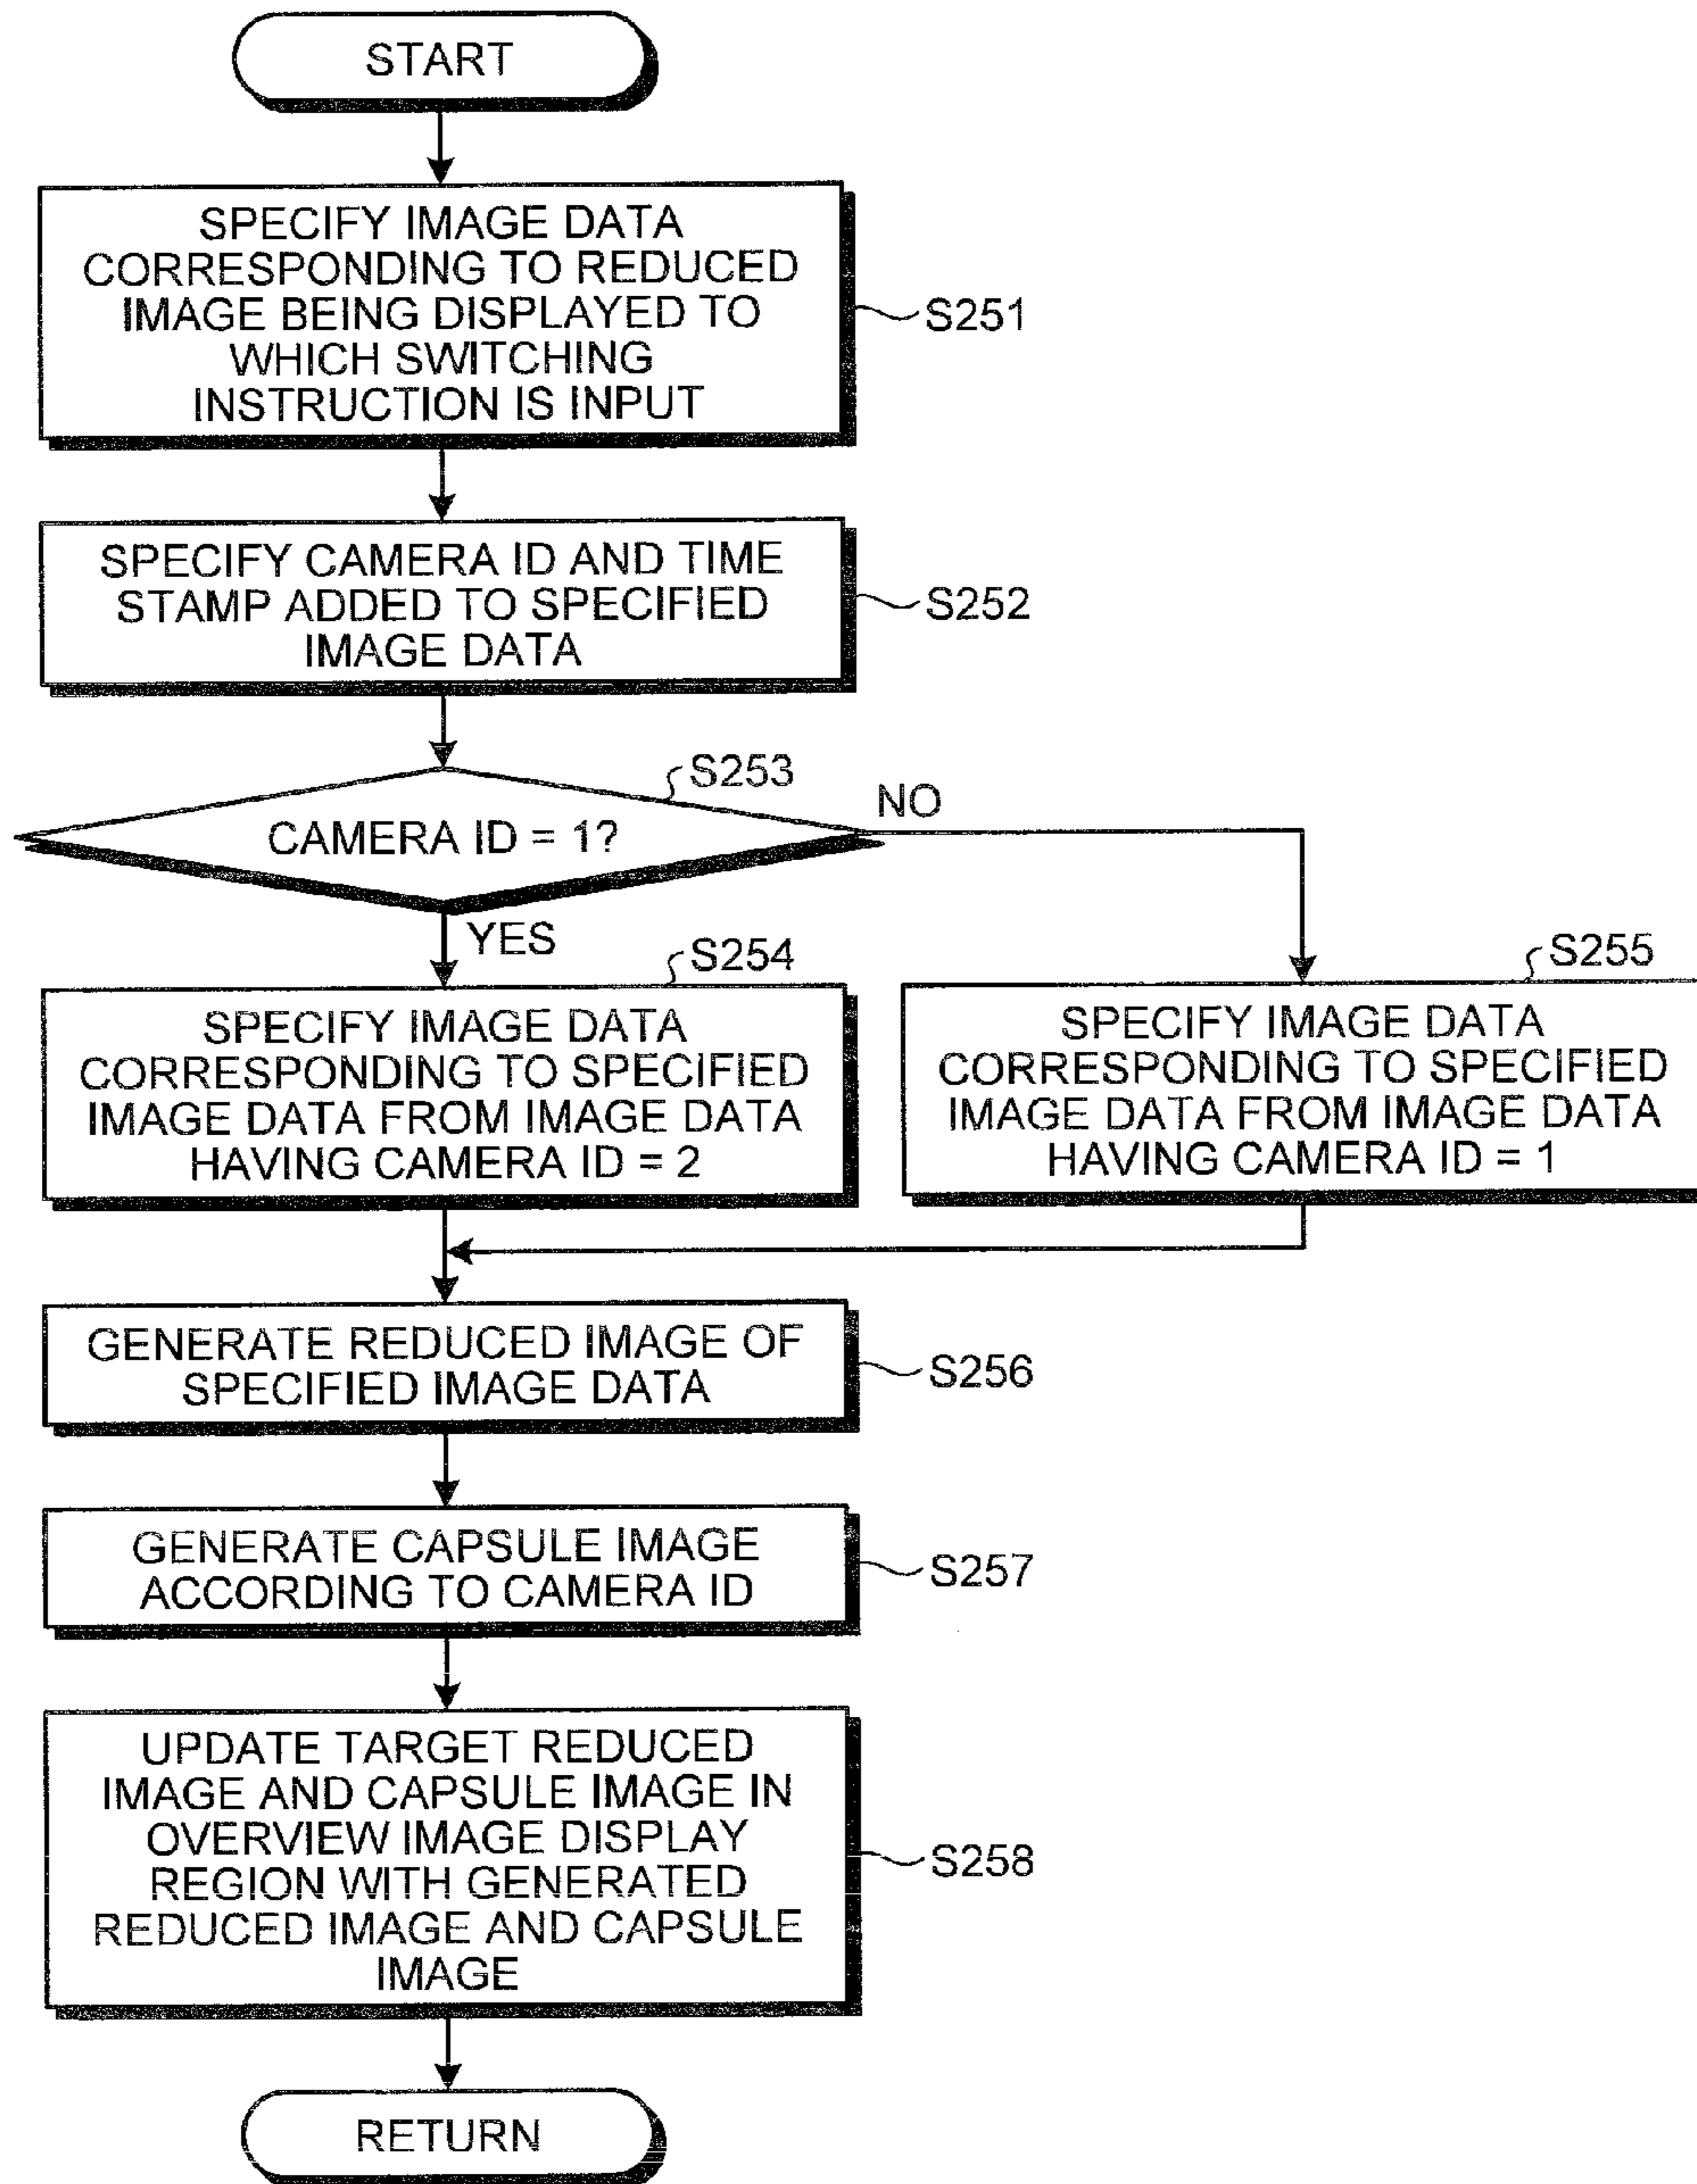 START
SPECIFY IMAGE DATA
CORRESPONDING TO REDUCED
IMAGE BEING DISPLAYED TO
WHICH SWITCHING
INSTRUCTION IS INPUT
S251
SPECIFY CAMERA ID AND TIME
STAMP ADDED TO SPECIFIED
IMAGE DATA
S252
S253
CAMERA ID = 1?
NO
YES
S254
SPECIFY IMAGE DATA
CORRESPONDING TO SPECIFIED
IMAGE DATA FROM IMAGE DATA
HAVING CAMERA ID = 2
S255
SPECIFY IMAGE DATA
CORRESPONDING TO SPECIFIED
IMAGE DATA FROM IMAGE DATA
HAVING CAMERA ID = 1
GENERATE REDUCED IMAGE OF
SPECIFIED IMAGE DATA
S256
GENERATE CAPSULE IMAGE
ACCORDING TO CAMERA ID
S257
UPDATE TARGET REDUCED
IMAGE AND CAPSULE IMAGE IN
OVERVIEW IMAGE DISPLAY
REGION WITH GENERATED
REDUCED IMAGE AND CAPSULE
IMAGE
S258
RETURN